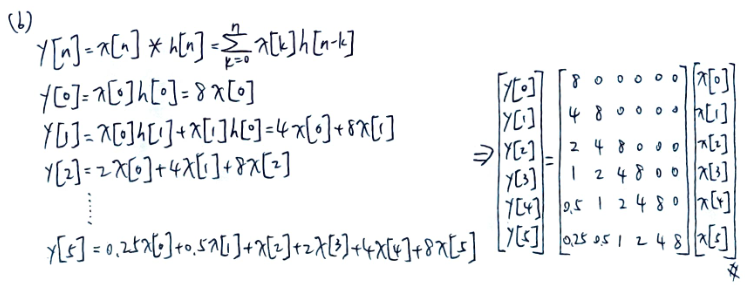 (b)
y[n] = x[n] * h[n] = \sum_{k=0}^{n} x[k] h[n-k]
y[0] = x[0]h[0] = 8x[0]
y[1] = x[0]h[1] + x[1]h[0] = 4x[0] + 8x[1]
y[2] = 2x[0] + 4x[1] + 8x[2]
⋮
y[5] = 0.25x[0] + 0.5x[1] + x[2] + 2x[3] + 4x[4] + 8x[5]
⇒ \begin{bmatrix} y[0] \\ y[1] \\ y[2] \\ y[3] \\ y[4] \\ y[5] \end{bmatrix} = \begin{bmatrix} 8 & 0 & 0 & 0 & 0 & 0 \\ 4 & 8 & 0 & 0 & 0 & 0 \\ 2 & 4 & 8 & 0 & 0 & 0 \\ 1 & 2 & 4 & 8 & 0 & 0 \\ 0.5 & 1 & 2 & 4 & 8 & 0 \\ 0.25 & 0.5 & 1 & 2 & 4 & 8 \end{bmatrix} \begin{bmatrix} x[0] \\ x[1] \\ x[2] \\ x[3] \\ x[4] \\ x[5] \end{bmatrix}